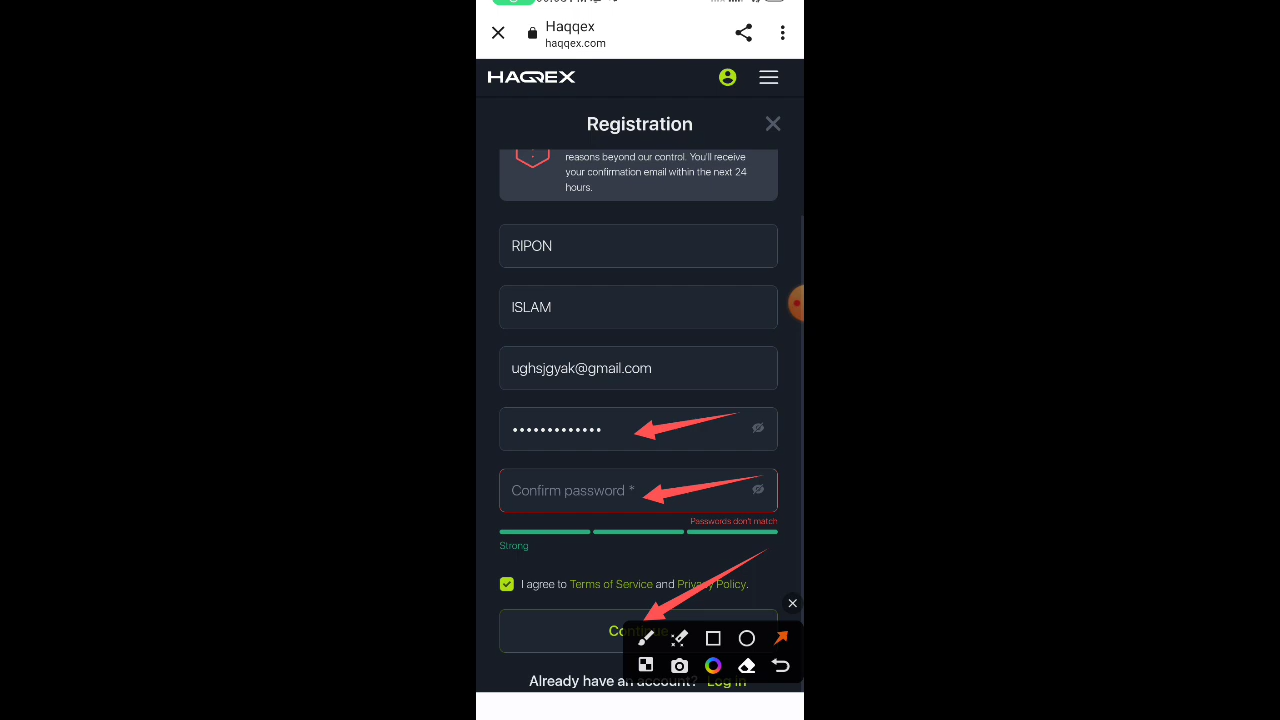 Haqqex
haqqex.com
HAQQEX
Registration
reasons beyond our control. You'll receive
your confirmation email within the next 24
hours.
RIPON
ISLAM
ughsjgyak@gmail.com
•••••••••••••
Confirm password *
Passwords don't match
Strong
I agree to Terms of Service and Privacy Policy.
Continue
Already have an account? Log in